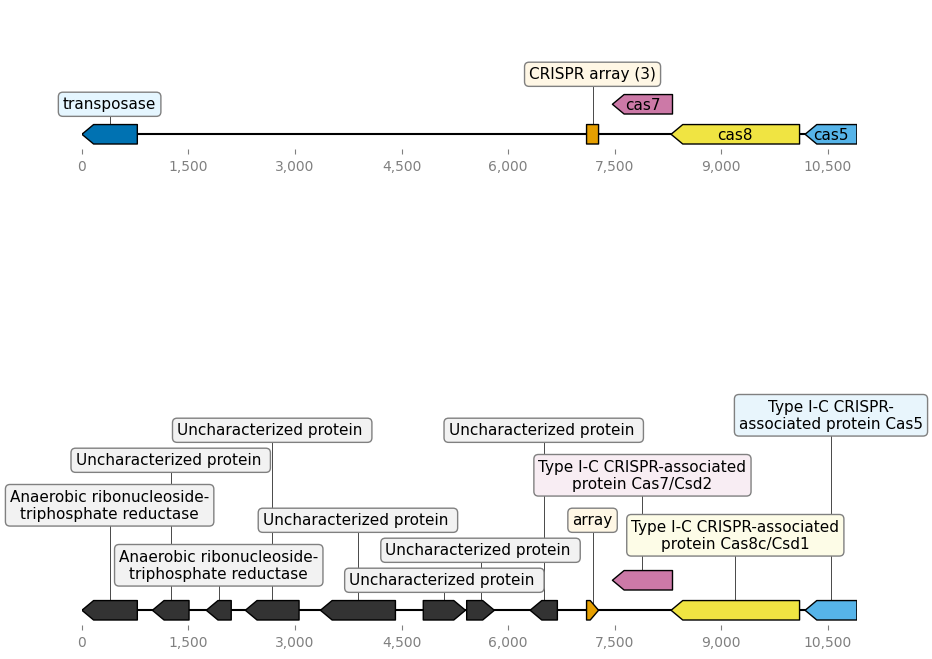 CRISPR array (3)
transposase
cas7
cas8
cas5
0
1,500
3,000
4,500
6,000
7,500
9,000
10,500
Type I-C CRISPR-
associated protein Cas5
Uncharacterized protein
Uncharacterized protein
Uncharacterized protein
Type I-C CRISPR-associated
protein Cas7/Csd2
Anaerobic ribonucleoside-
triphosphate reductase
Uncharacterized protein
array
Type I-C CRISPR-associated
protein Cas8c/Csd1
Uncharacterized protein
Anaerobic ribonucleoside-
triphosphate reductase
Uncharacterized protein
0
1,500
3,000
4,500
6,000
7,500
9,000
10,500